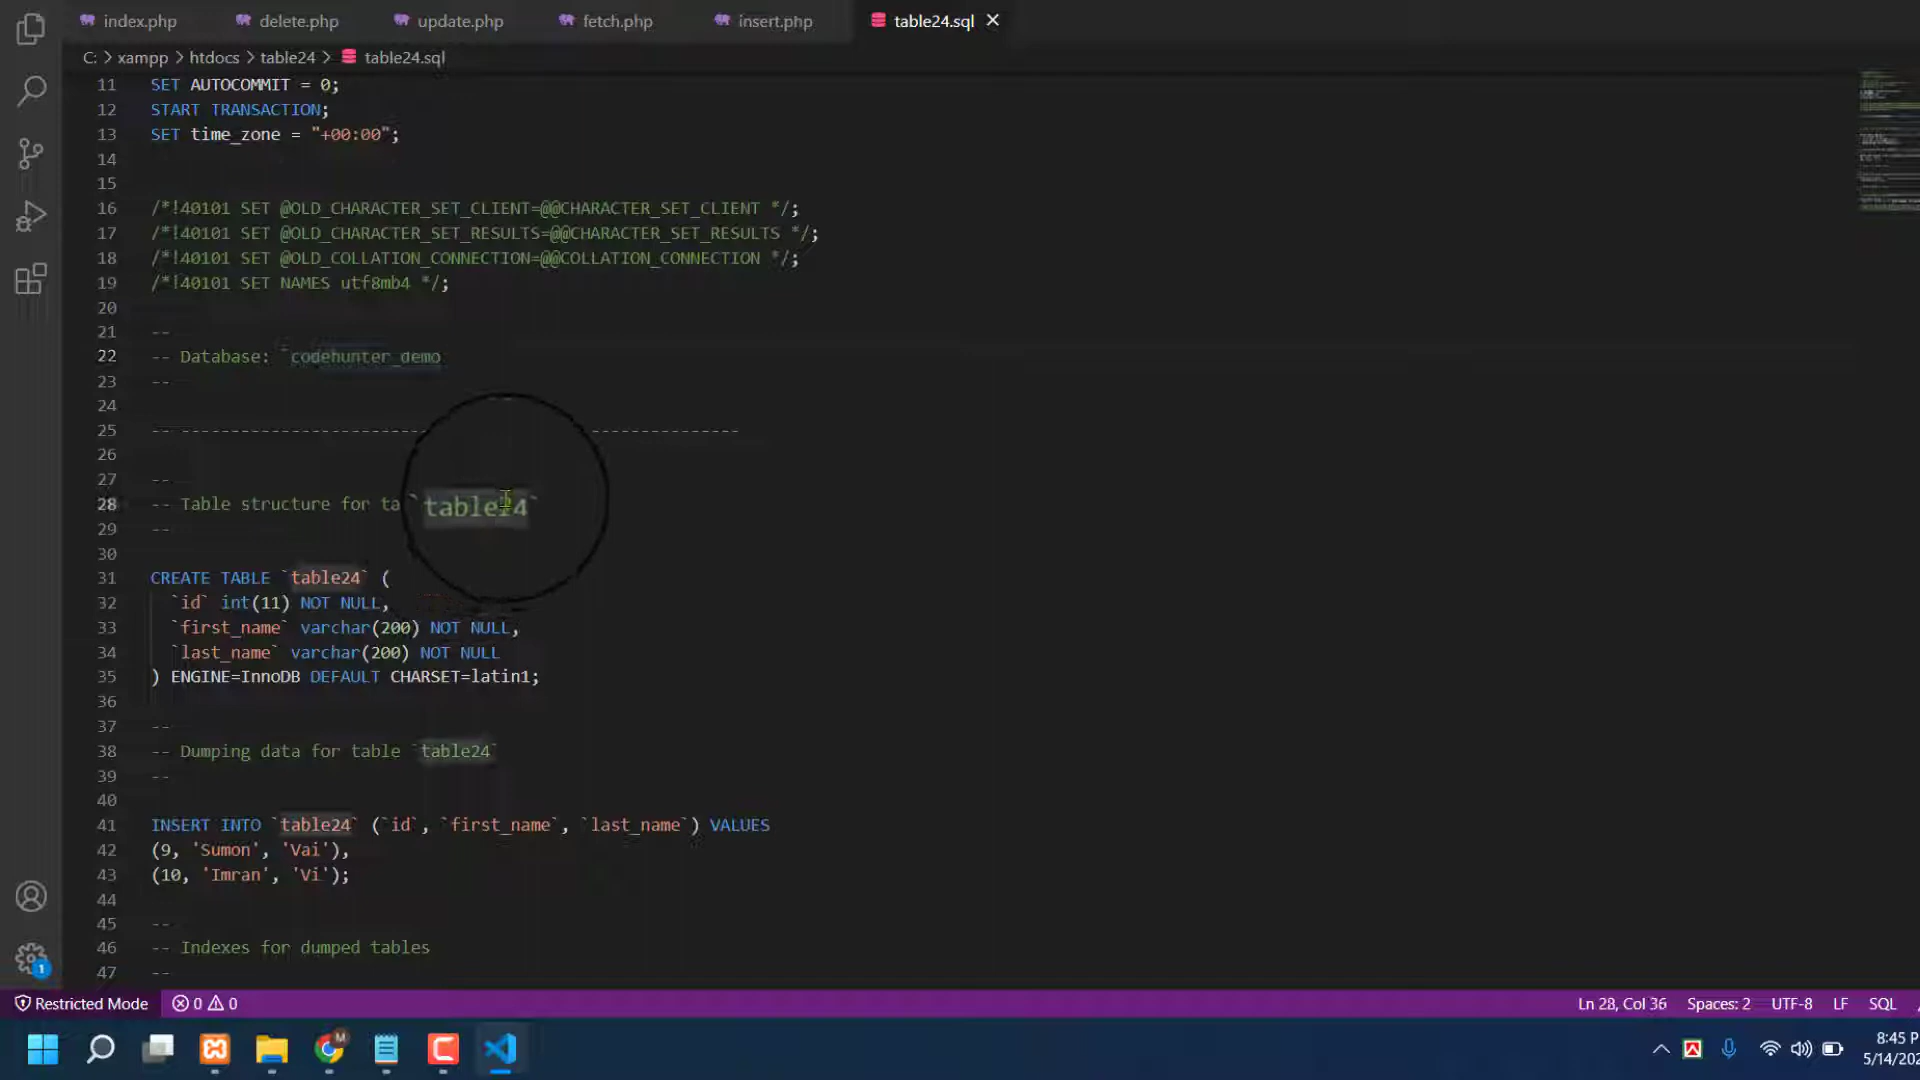 index.php
delete.php
update.php
fetch.php
insert.php
table24.sql
C: > xampp > htdocs > table24 > table24.sql
11 SET AUTOCOMMIT = 0;
12 START TRANSACTION;
13 SET time_zone = "+00:00";
14
15
16 /*!40101 SET @OLD_CHARACTER_SET_CLIENT=@@CHARACTER_SET_CLIENT */;
17 /*!40101 SET @OLD_CHARACTER_SET_RESULTS=@@CHARACTER_SET_RESULTS */;
18 /*!40101 SET @OLD_COLLATION_CONNECTION=@@COLLATION_CONNECTION */;
19 /*!40101 SET NAMES utf8mb4 */;
20
21 --
22 -- Database: `codehunter_demo
23 --
24
25 -- ---------------------------- ---------------
26
27 --
28 -- Table structure for ta `table24`
29 --
30
31 CREATE TABLE `table24` (
32 `id` int(11) NOT NULL,
33 `first_name` varchar(200) NOT NULL,
34 `last_name` varchar(200) NOT NULL
35 ) ENGINE=InnoDB DEFAULT CHARSET=latin1;
36
37 --
38 -- Dumping data for table `table24`
39 --
40
41 INSERT INTO `table24` (`id`, `first_name`, `last_name`) VALUES
42 (9, 'Sumon', 'Vai'),
43 (10, 'Imran', 'Vi');
44
45 --
46 -- Indexes for dumped tables
47 --
1
Restricted Mode 0 0 Ln 28, Col 36 Spaces: 2 UTF-8 LF SQL
M
8:45 P
5/14/202